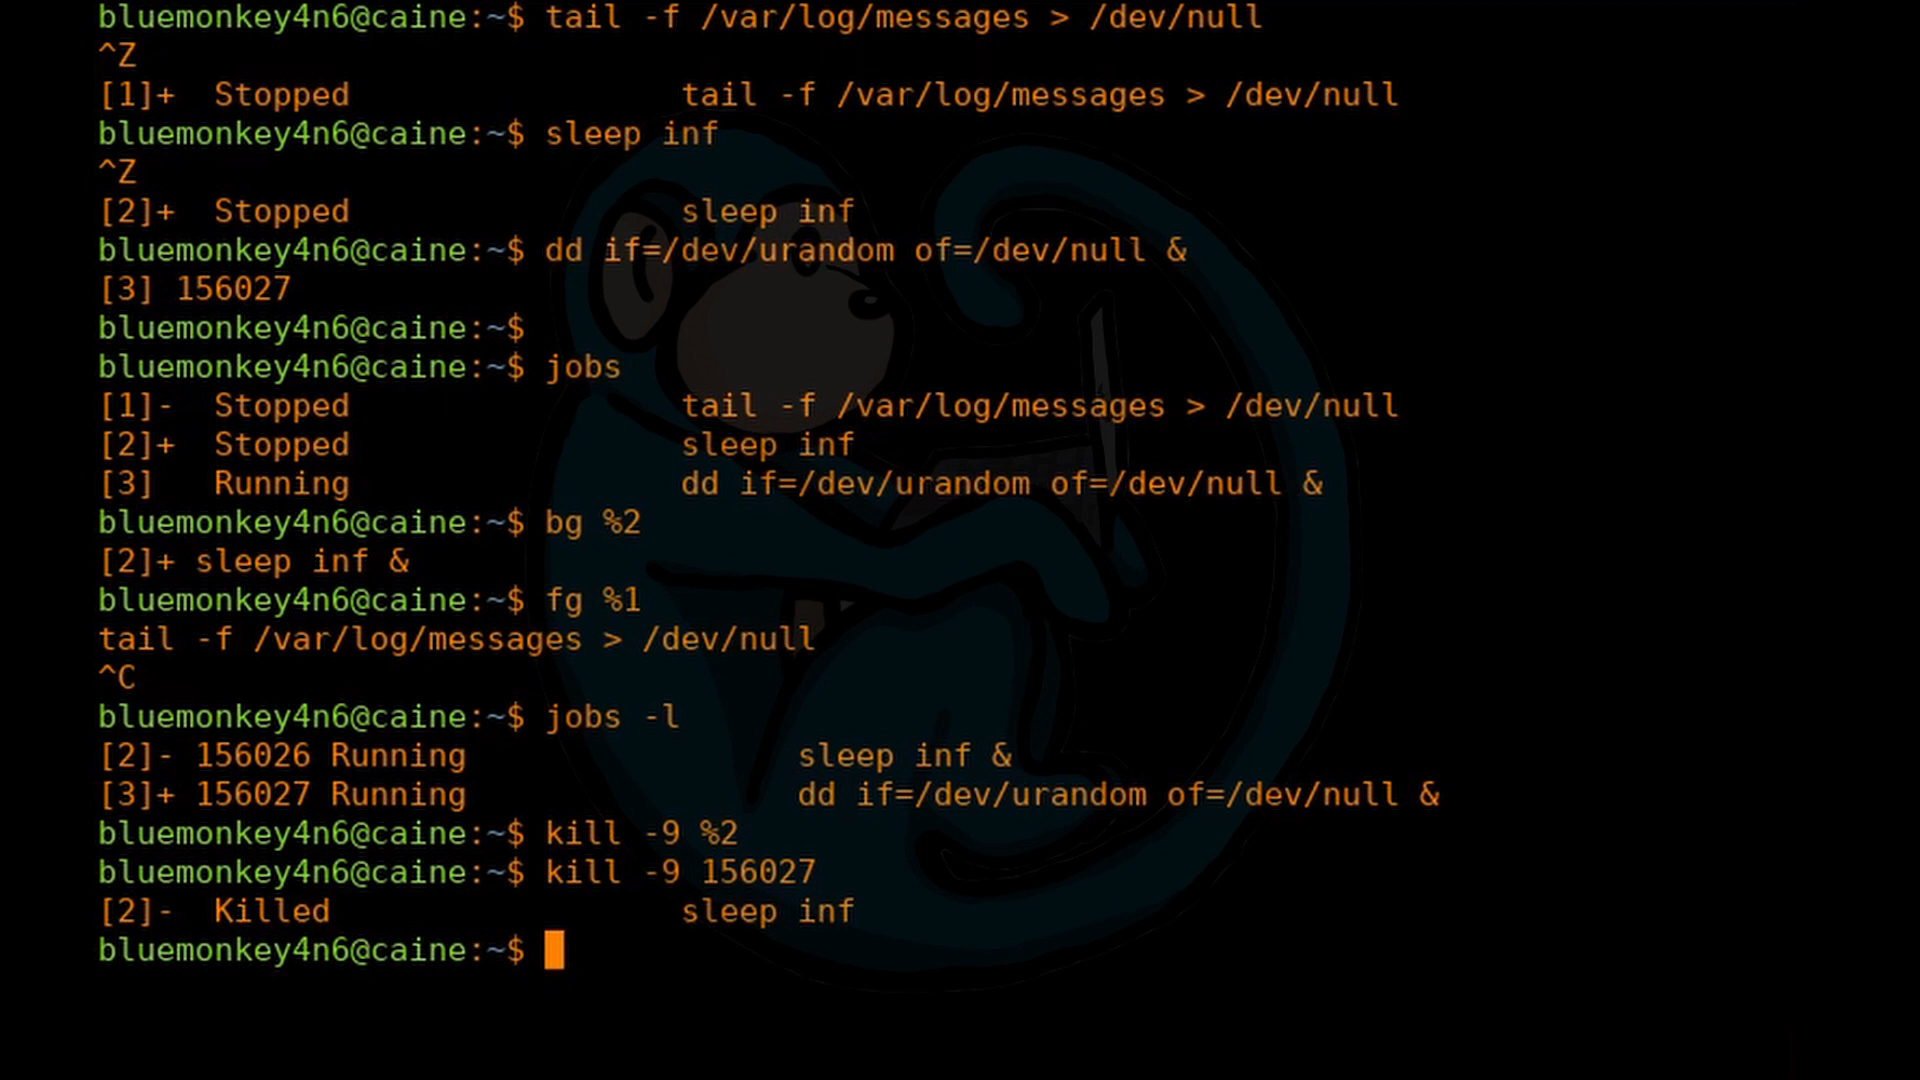 bluemonkey4n6@caine:~$ tail -f /var/log/messages > /dev/null
^Z
[1]+  Stopped                 tail -f /var/log/messages > /dev/null
bluemonkey4n6@caine:~$ sleep inf
^Z
[2]+  Stopped                 sleep inf
bluemonkey4n6@caine:~$ dd if=/dev/urandom of=/dev/null &
[3] 156027
bluemonkey4n6@caine:~$
bluemonkey4n6@caine:~$ jobs
[1]-  Stopped                 tail -f /var/log/messages > /dev/null
[2]+  Stopped                 sleep inf
[3]   Running                 dd if=/dev/urandom of=/dev/null &
bluemonkey4n6@caine:~$ bg %2
[2]+ sleep inf &
bluemonkey4n6@caine:~$ fg %1
tail -f /var/log/messages > /dev/null
^C
bluemonkey4n6@caine:~$ jobs -l
[2]- 156026 Running                 sleep inf &
[3]+ 156027 Running                 dd if=/dev/urandom of=/dev/null &
bluemonkey4n6@caine:~$ kill -9 %2
bluemonkey4n6@caine:~$ kill -9 156027
[2]-  Killed                  sleep inf
bluemonkey4n6@caine:~$